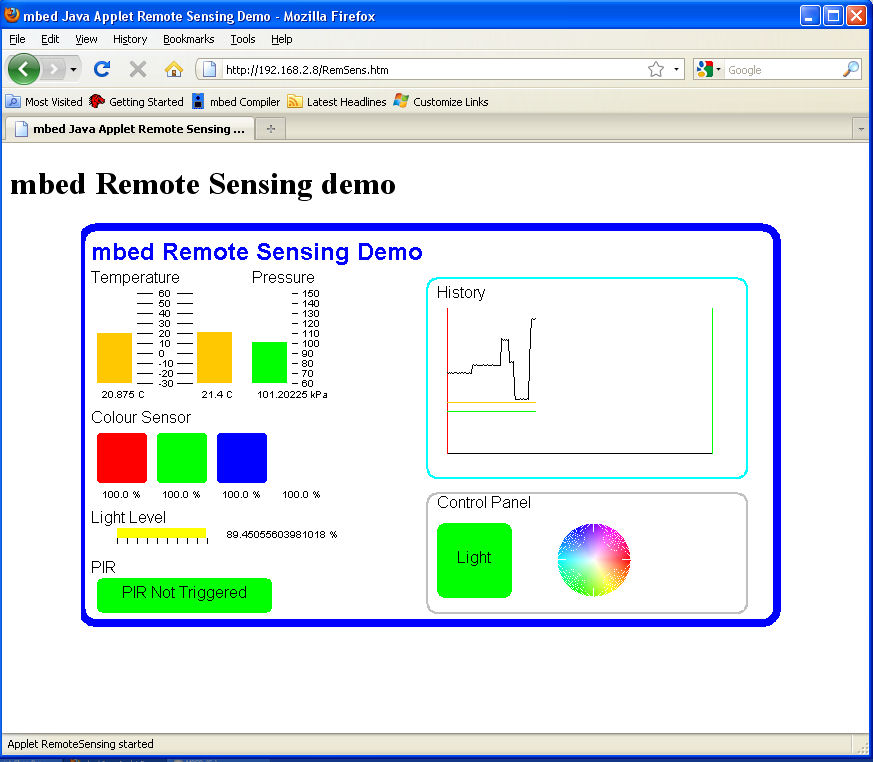 mbed Java Applet Remote Sensing Demo - Mozilla Firefox
File Edit View History Bookmarks Tools Help
http://192.168.2.8/RemSens.htm Google
Most Visited Getting Started mbed Compiler Latest Headlines Customize Links
mbed Java Applet Remote Sensing ...
mbed Remote Sensing demo
mbed Remote Sensing Demo
Temperature Pressure
60 150
50 140
40 130
30 120
20 110
10 100
0 90
-10 80
-20 70
-30 60
20.875 C 21.4 C 101.20225 kPa
Colour Sensor
100.0 % 100.0 % 100.0 % 100.0 %
Light Level
89.45055603981018 %
PIR
PIR Not Triggered
History
Control Panel
Light
Applet RemoteSensing started